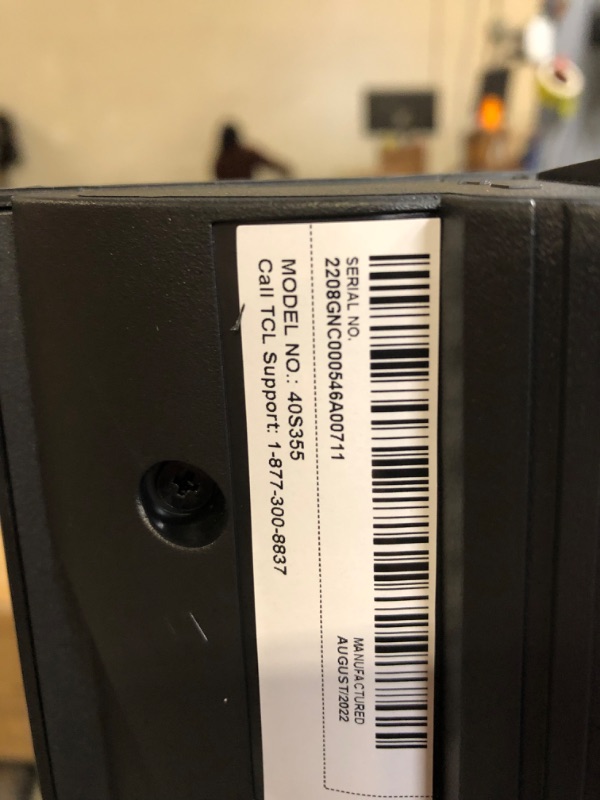 SERIAL NO.
2208GNC000546A00711
MANUFACTURED
AUGUST/2022
MODEL NO.: 40S355
Call TCL Support: 1-877-300-8837